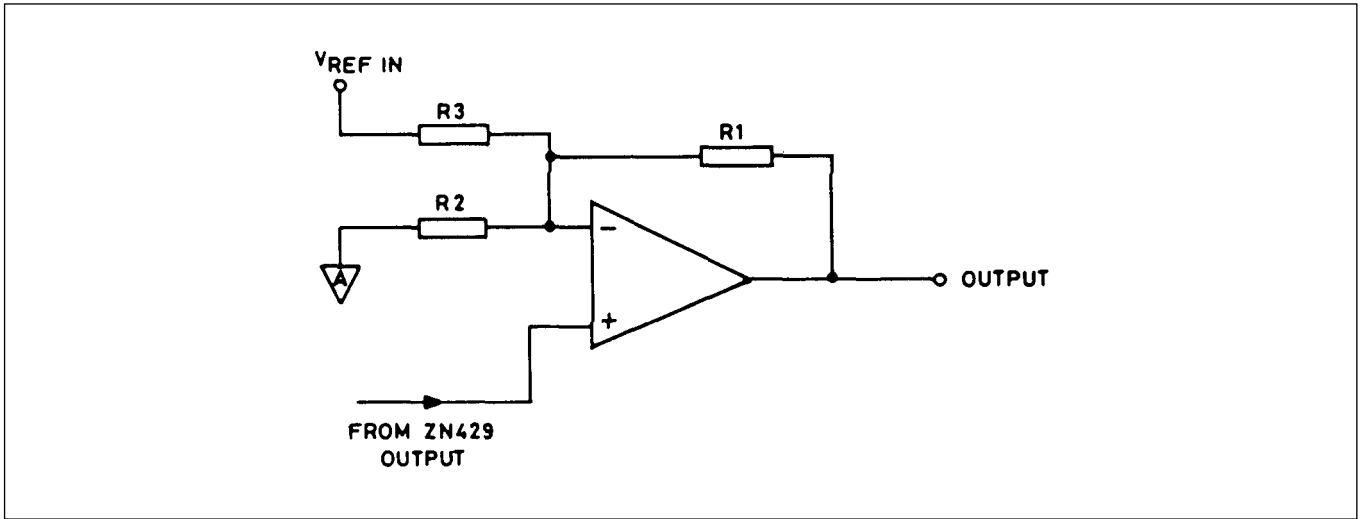 VREF IN
R3
R1
R2
A
−
+
OUTPUT
FROM ZN429
OUTPUT